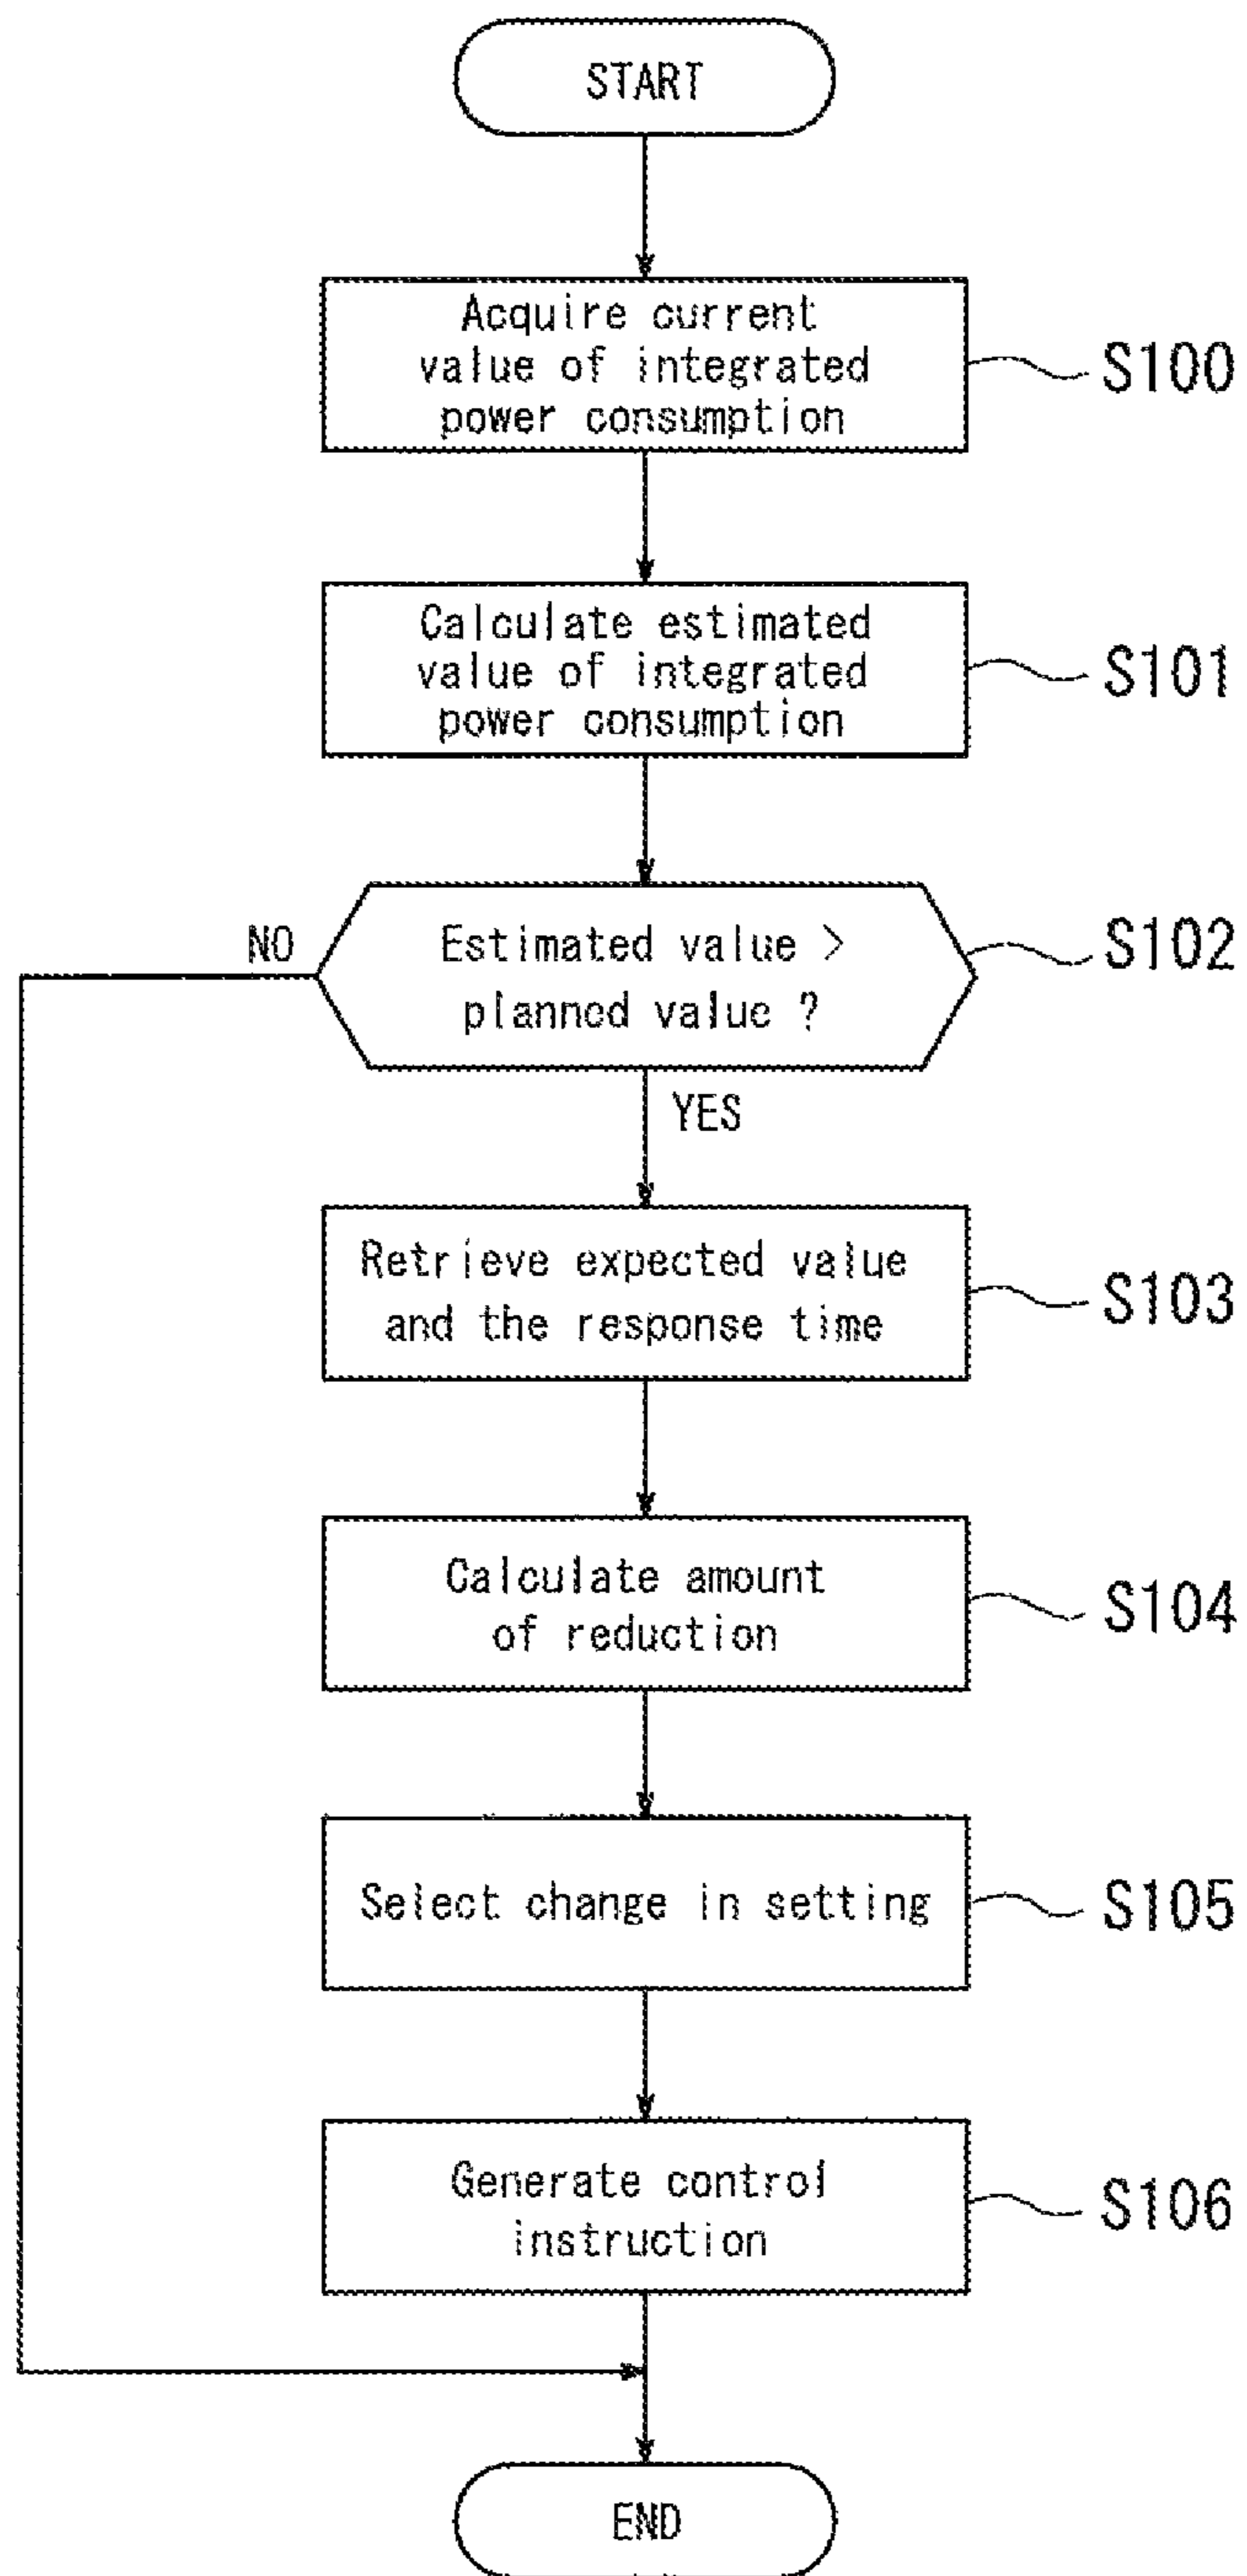 START
Acquire current
value of integrated
power consumption
S100
Calculate estimated
value of integrated
power consumption
S101
NO
Estimated value >
planned value ?
S102
YES
Retrieve expected value
and the response time
S103
Calculate amount
of reduction
S104
Select change in setting
S105
Generate control
instruction
S106
END